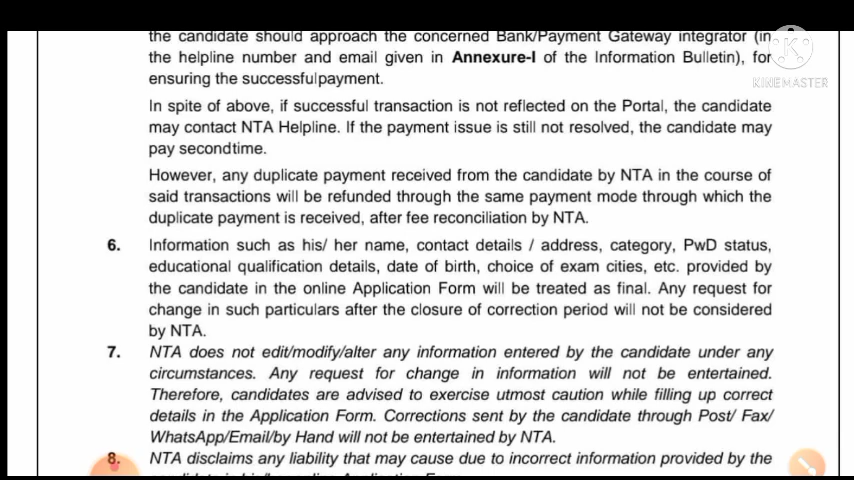 the candidate should approach the concerned Bank/Payment Gateway integrator (in
the helpline number and email given in Annexure-I of the Information Bulletin), for
ensuring the successfulpayment.
KINEMASTER
In spite of above, if successful transaction is not reflected on the Portal, the candidate
may contact NTA Helpline. If the payment issue is still not resolved, the candidate may
pay secondtime.
However, any duplicate payment received from the candidate by NTA in the course of
said transactions will be refunded through the same payment mode through which the
duplicate payment is received, after fee reconciliation by NTA.
6. Information such as his/ her name, contact details / address, category, PwD status,
educational qualification details, date of birth, choice of exam cities, etc. provided by
the candidate in the online Application Form will be treated as final. Any request for
change in such particulars after the closure of correction period will not be considered
by NTA.
7. NTA does not edit/modify/alter any information entered by the candidate under any
circumstances. Any request for change in information will not be entertained.
Therefore, candidates are advised to exercise utmost caution while filling up correct
details in the Application Form. Corrections sent by the candidate through Post/ Fax/
WhatsApp/Email/by Hand will not be entertained by NTA.
8. NTA disclaims any liability that may cause due to incorrect information provided by the